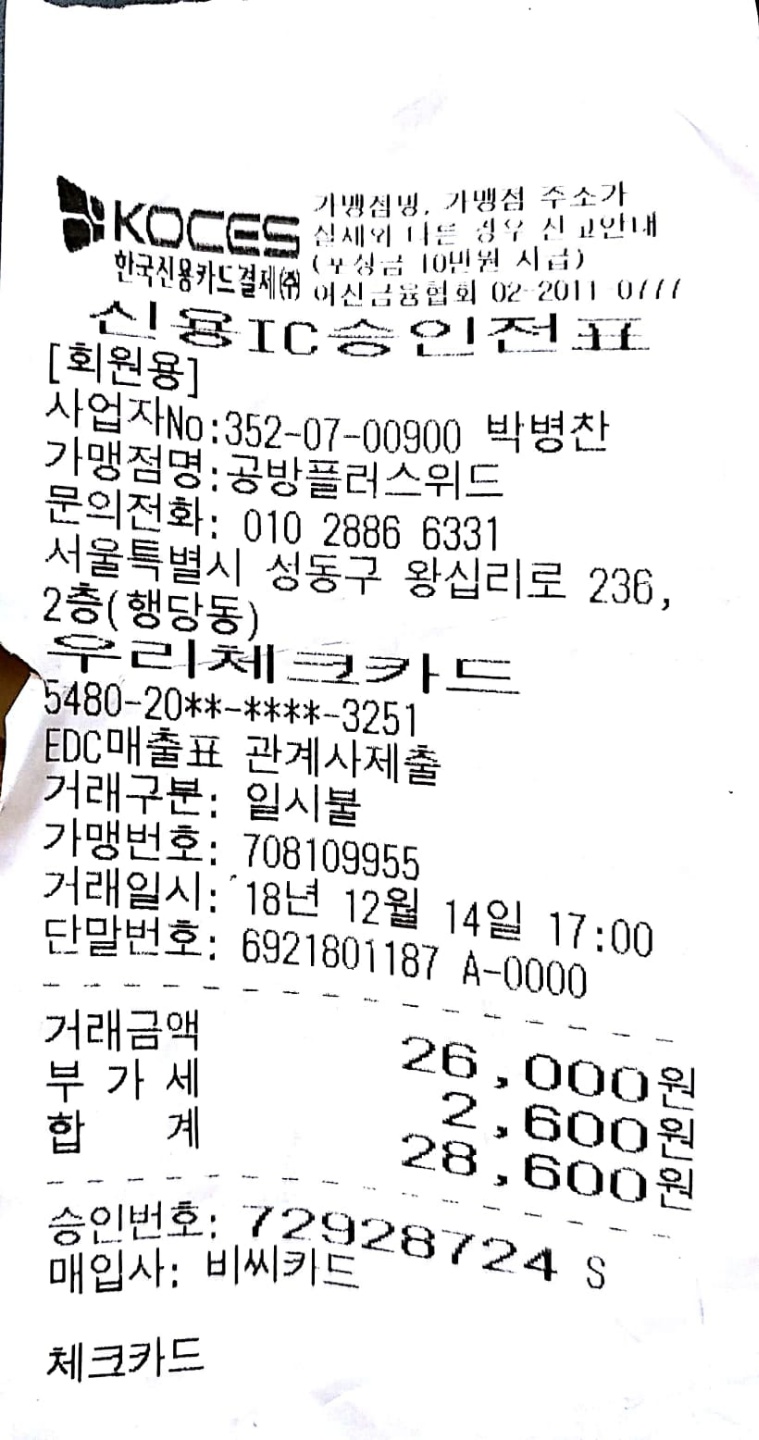 KOCES
한국신용카드결제(주)
가맹점명, 가맹점 주소가
실제와 다른 경우 신고안내
(포상금 10만원 지급)
여신금융협회 02-2011-0777
신용IC승인전표
[회원용]
사업자No:352-07-00900 박병찬
가맹점명:공방플러스위드
문의전화: 010 2886 6331
서울특별시 성동구 왕십리로 236,
2층(행당동)
우리체크카드
5480-20**-****-3251
EDC매출표 관계사제출
거래구분: 일시불
가맹번호: 708109955
거래일시: 18년 12월 14일 17:00
단말번호: 6921801187 A-0000
거래금액 26,000원
부 가 세 2,600원
합 계 28,600원
승인번호: 72928724 S
매입사: 비씨카드
체크카드